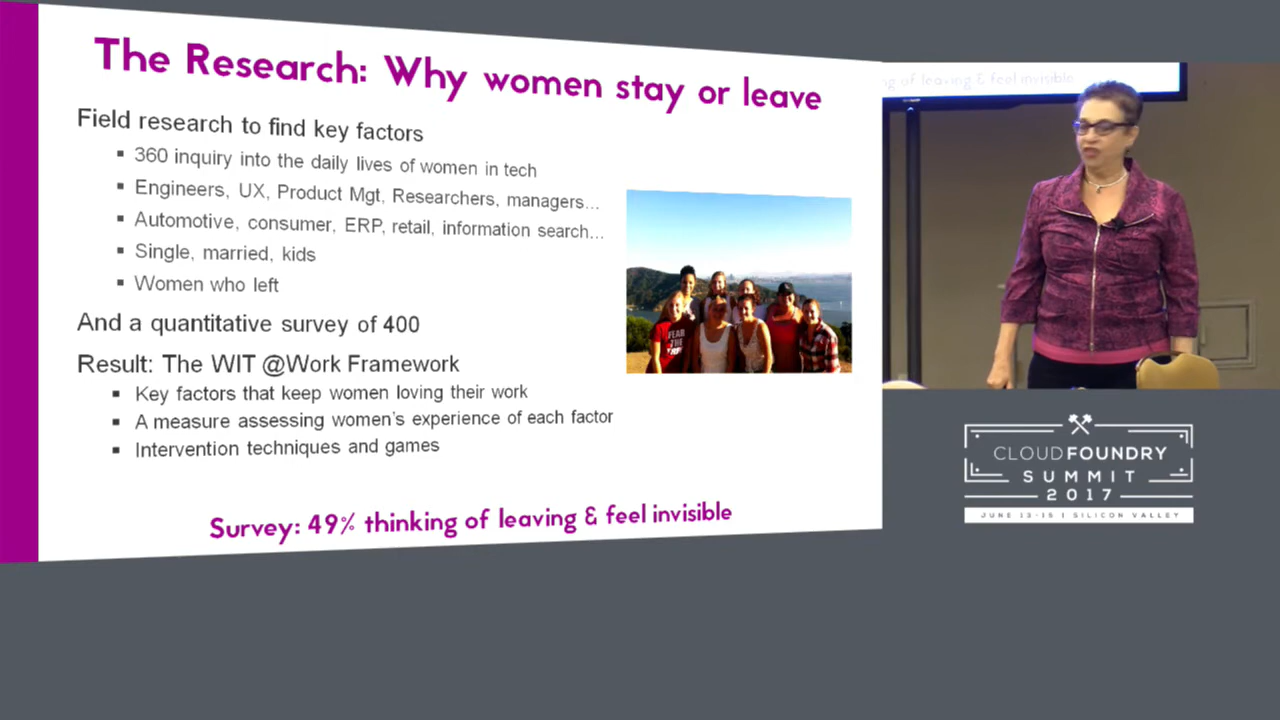 The Research: Why women stay or leave
Field research to find key factors
360 inquiry into the daily lives of women in tech
Engineers, UX, Product Mgt, Researchers, managers...
Automotive, consumer, ERP, retail, information search...
Single, married, kids
Women who left
And a quantitative survey of 400
Result: The WIT @Work Framework
Key factors that keep women loving their work
A measure assessing women's experience of each factor
Intervention techniques and games
Survey: 49% thinking of leaving & feel invisible
of leaving & feel invisible
FEAR
THE
CLOUDFOUNDRY
SUMMIT
2017
JUNE 13-15 | SILICON VALLEY